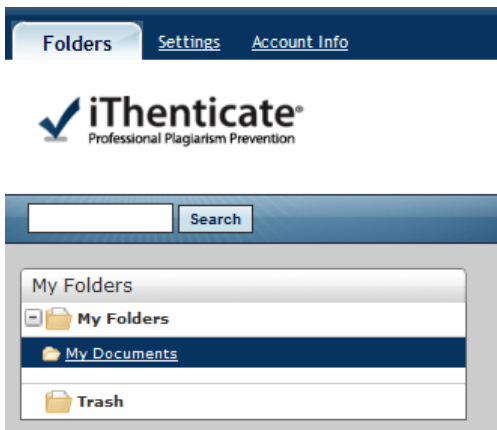 Folders Settings Account Info
iThenticate®
Professional Plagiarism Prevention
Search
My Folders
My Folders
My Documents
Trash